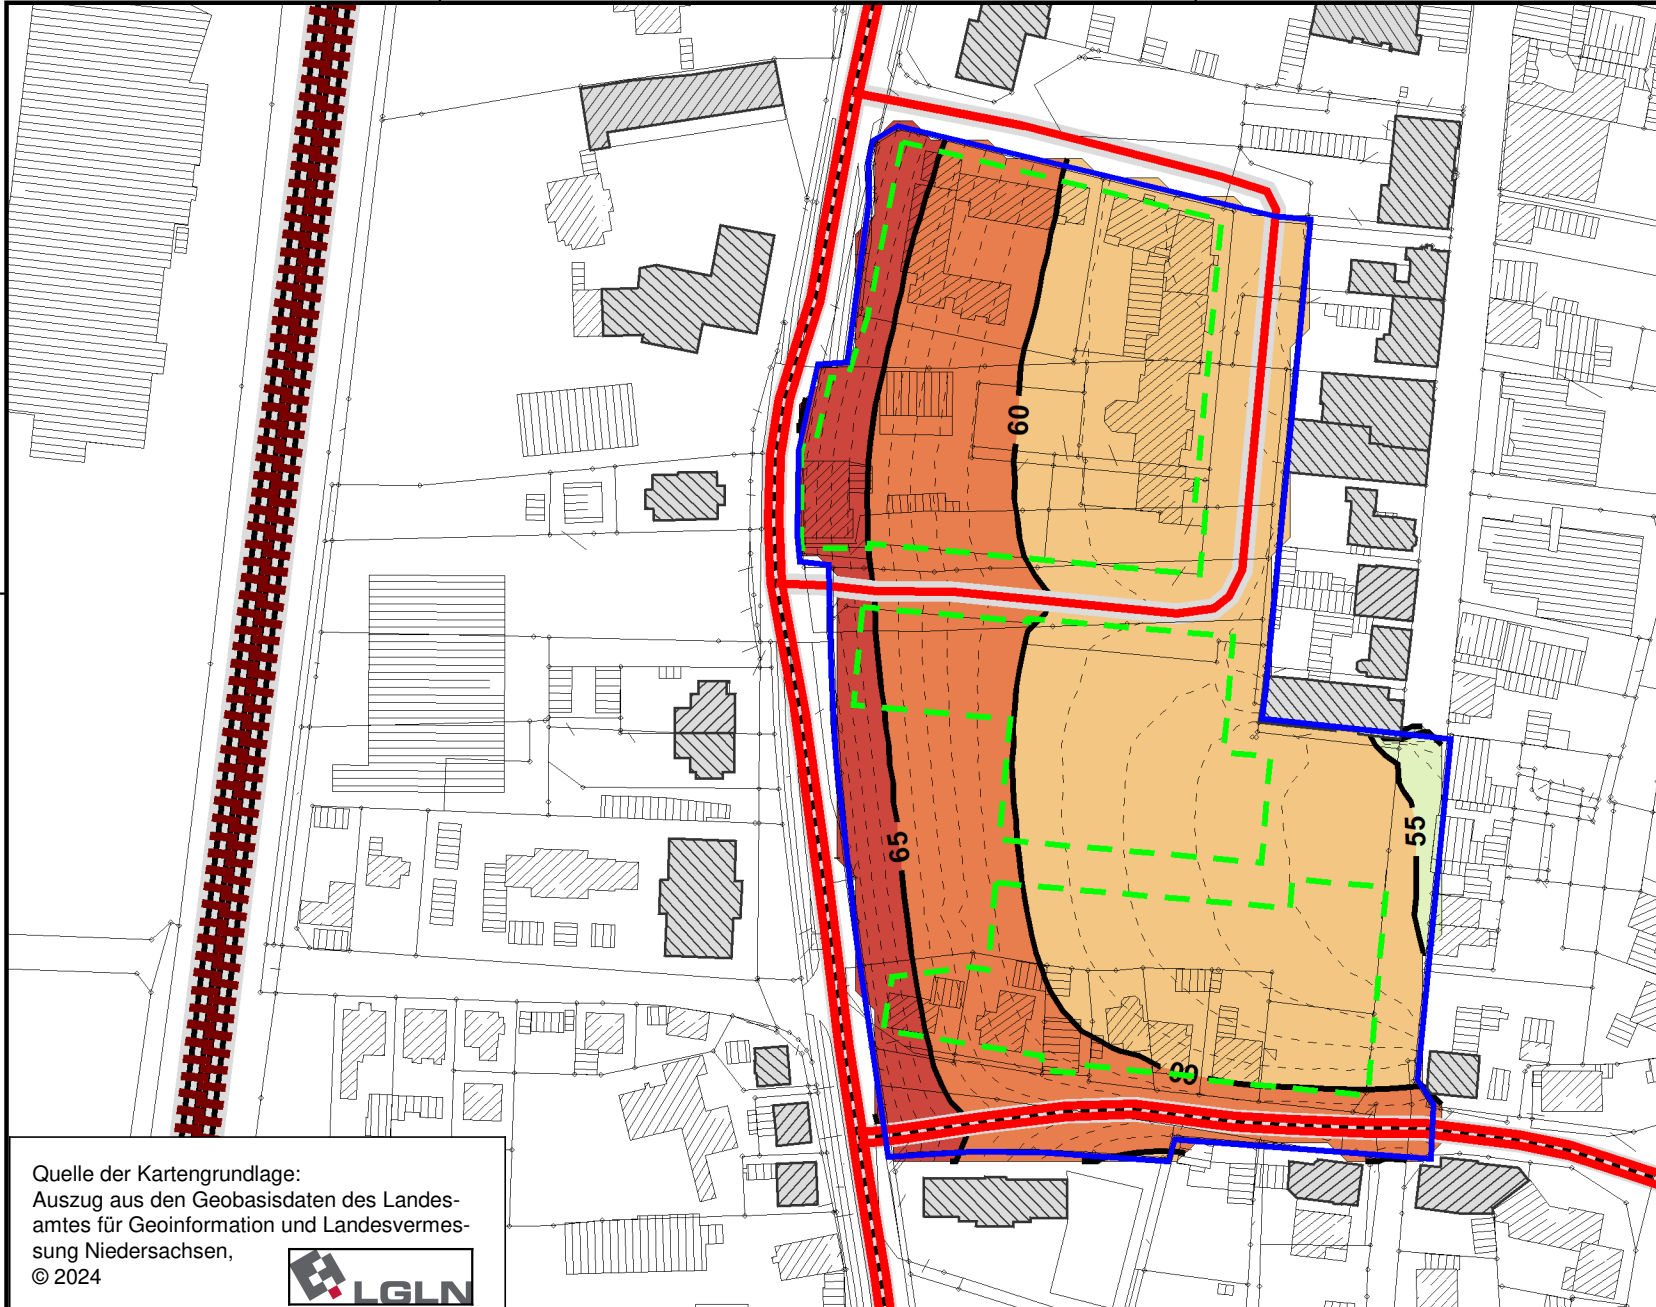 60
65
55
Quelle der Kartengrundlage:
Auszug aus den Geobasisdaten des Landes-
amtes für Geoinformation und Landesvermes-
sung Niedersachsen,
© 2024
LGLN